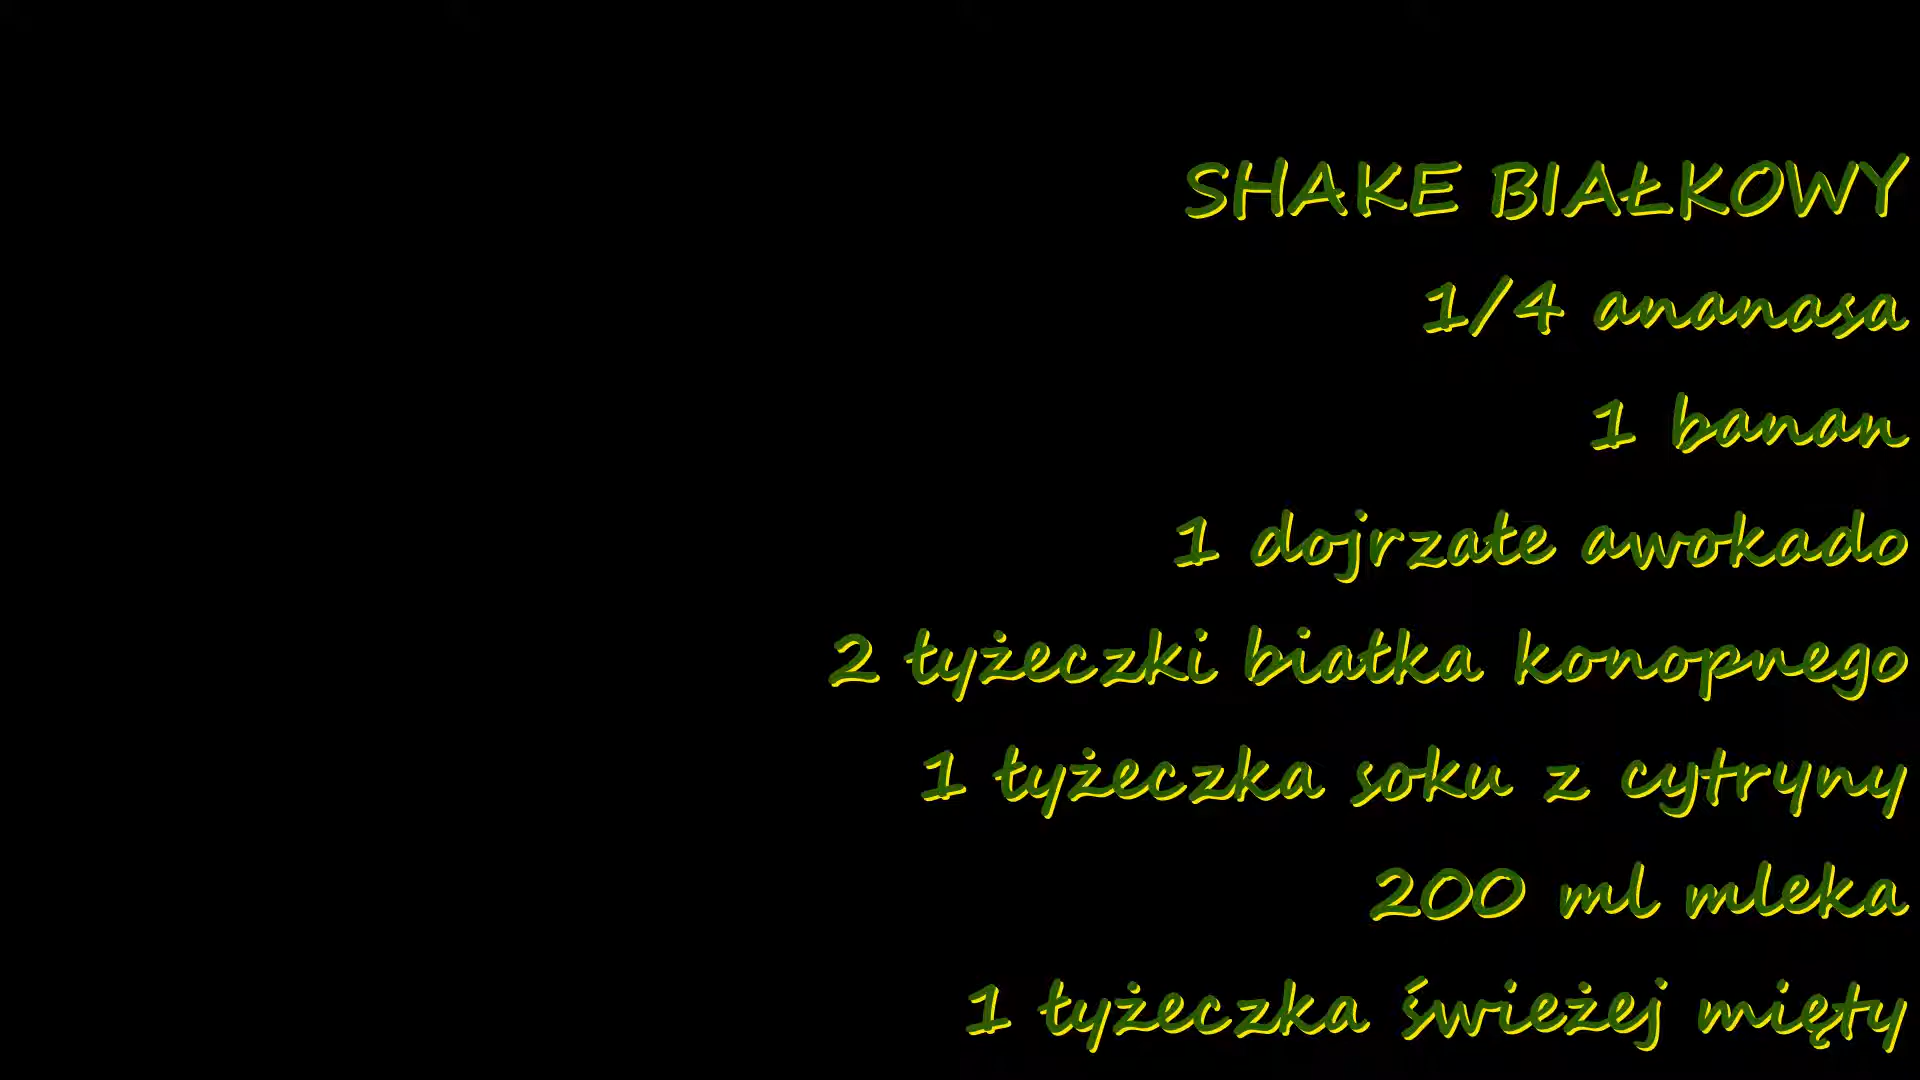 SHAKE BIAŁKOWY
1/4 ananasa
1 banan
1 dojrzałe awokado
2 łyżeczki białka konopnego
1 łyżeczka soku z cytryny
200 ml mleka
1 łyżeczka świeżej mięty